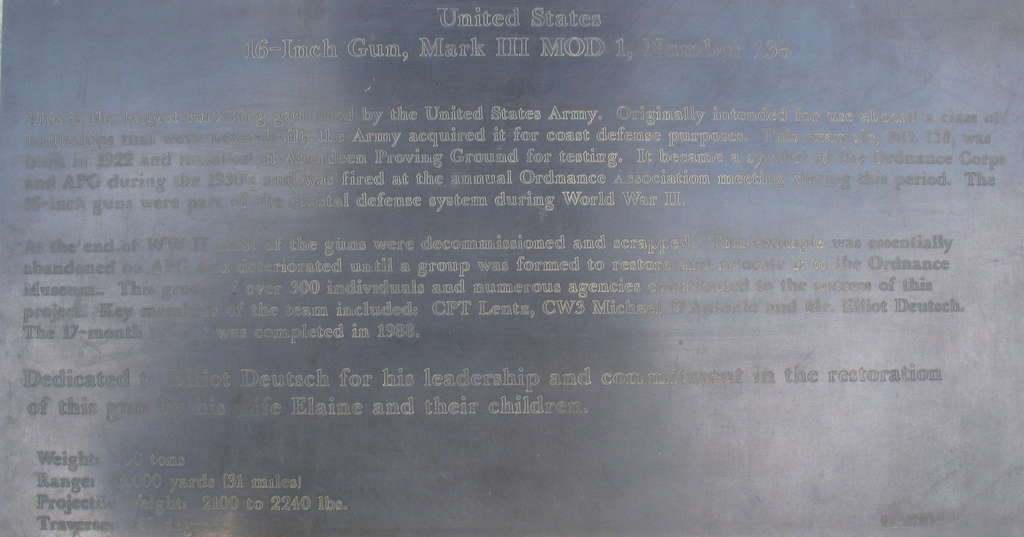 United States
16-Inch Gun, Mark III MOD 1, Number 138
This is the largest surviving gun used by the United States Army. Originally intended for use aboard a class of
battleships that were never built, the Army acquired it for coast defense purposes. This example, NO. 138, was
built in 1922 and mounted at Aberdeen Proving Ground for testing. It became a symbol of the Ordnance Corps
and APG during the 1930's and was fired at the annual Ordnance Association meeting during this period. The
16-inch guns were part of the coastal defense system during World War II.
At the end of WW II most of the guns were decommissioned and scrapped. This example was essentially
abandoned on APG and deteriorated until a group was formed to restore and relocate it to the Ordnance
Museum. This group of over 300 individuals and numerous agencies contributed to the success of this
project. Key members of the team included: CPT Lentz, CW3 Michael D'Antonio and Mr. Elliot Deutsch.
The 17-month project was completed in 1988.
Dedicated to Elliot Deutsch for his leadership and commitment in the restoration
of this gun by his wife Elaine and their children.
Weight: tons
Range: yards (31 miles)
Projectile Weight: 2100 to 2240 lbs.
Traverse: